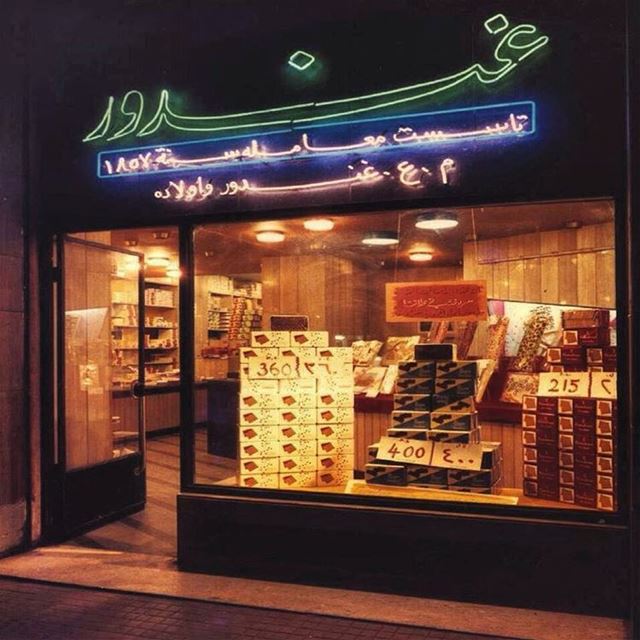 غندور
تاسست معامله سنة ١٨٥٧
م.ع. غندور واولاده
360 ٣٦٠
400 ٤٠٠
215